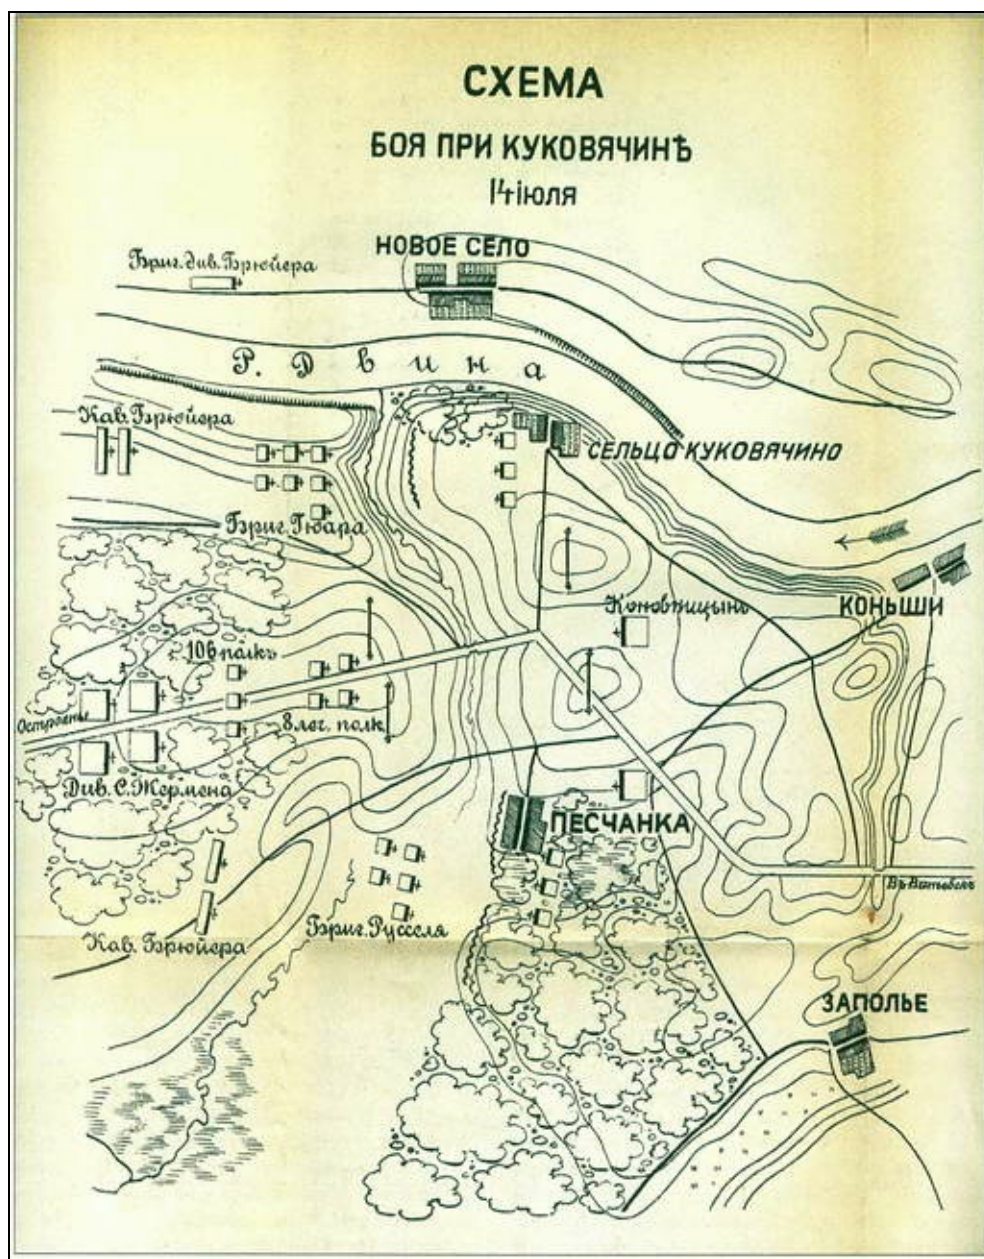 СХЕМА
БОЯ ПРИ КУКОВЯЧИНѢ
14 іюля
НОВОЕ СЕЛО
Бриг. див. Брюйера
Р. Двина
Кав. Брюйера
СЕЛЬЦО КУКОВЯЧИНО
Бриг. Гюара
Коновницынъ
КОНЬШИ
106 полкъ
Островны
8 лег. полк
Див. С. Жермена
ПЕСЧАНКА
Въ Витебскъ
Кав. Брюйера
Бриг. Русселя
ЗАПОЛЬЕ